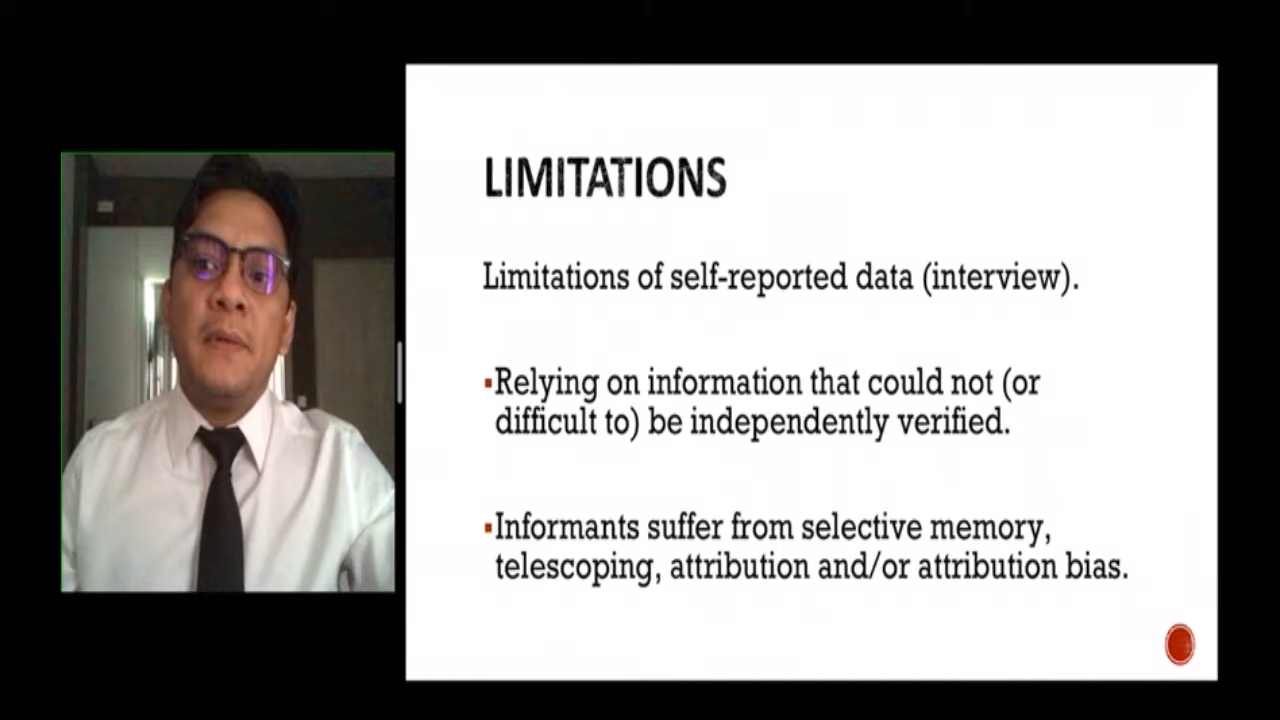 LIMITATIONS
Limitations of self-reported data (interview).
▪Relying on information that could not (or
difficult to) be independently verified.
▪Informants suffer from selective memory,
telescoping, attribution and/or attribution bias.